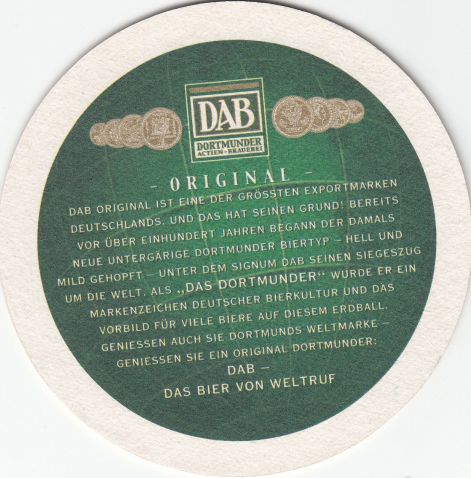 DAB
DORTMUNDER
ACTIEN-BRAUEREI
- ORIGINAL -
DAB ORIGINAL IST EINE DER GRÖSSTEN EXPORTMARKEN
DEUTSCHLANDS. UND DAS HAT SEINEN GRUND! BEREITS
VOR ÜBER EINHUNDERT JAHREN BEGANN DER DAMALS
NEUE UNTERGÄRIGE DORTMUNDER BIERTYP – HELL UND
MILD GEHOPFT – UNTER DEM SIGNUM DAB SEINEN SIEGESZUG
UM DIE WELT. ALS „DAS DORTMUNDER" WURDE ER EIN
MARKENZEICHEN DEUTSCHER BIERKULTUR UND DAS
VORBILD FÜR VIELE BIERE AUF DIESEM ERDBALL.
GENIESSEN AUCH SIE DORTMUNDS WELTMARKE –
GENIESSEN SIE EIN ORIGINAL DORTMUNDER:
DAB –
DAS BIER VON WELTRUF